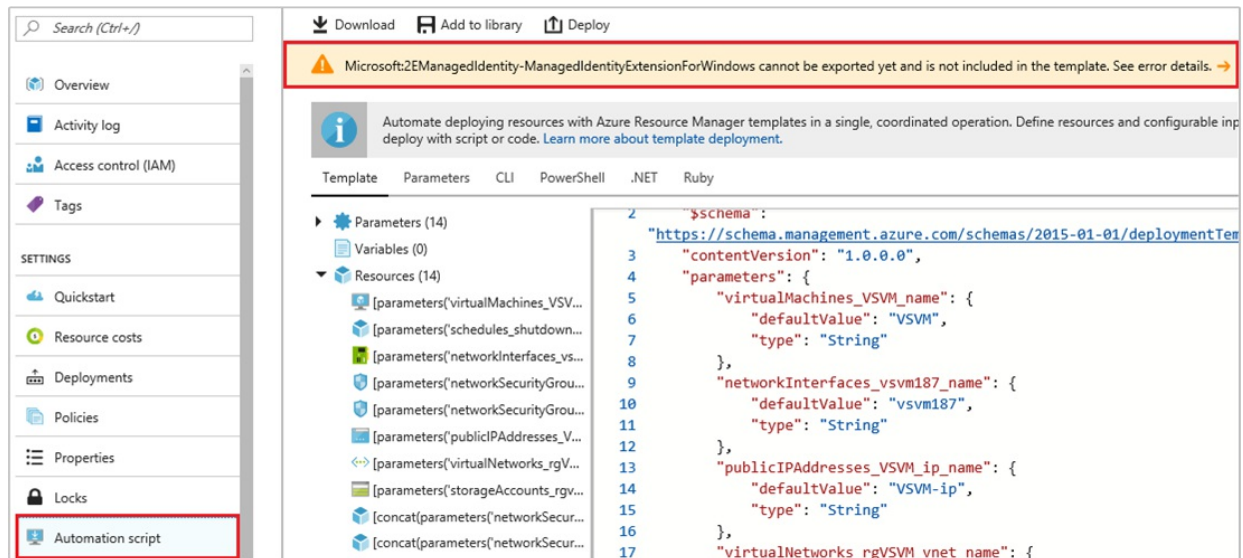 Search (Ctrl+/)
Overview
Activity log
Access control (IAM)
Tags
SETTINGS
Quickstart
Resource costs
Deployments
Policies
Properties
Locks
Automation script
Download Add to library Deploy
Microsoft:2EManagedIdentity-ManagedIdentityExtensionForWindows cannot be exported yet and is not included in the template. See error details. →
Automate deploying resources with Azure Resource Manager templates in a single, coordinated operation. Define resources and configurable inp
deploy with script or code. Learn more about template deployment.
Template Parameters CLI PowerShell .NET Ruby
Parameters (14)
Variables (0)
Resources (14)
[parameters('virtualMachines_VSV...
[parameters('schedules_shutdown...
[parameters('networkInterfaces_vs...
[parameters('networkSecurityGrou...
[parameters('networkSecurityGrou...
[parameters('publicIPAddresses_V...
[parameters('virtualNetworks_rgV...
[parameters('storageAccounts_rgv...
[concat(parameters('networkSecur...
[concat(parameters('networkSecur...
2 "$schema":
"https://schema.management.azure.com/schemas/2015-01-01/deploymentTem
3 "contentVersion": "1.0.0.0",
4 "parameters": {
5 "virtualMachines_VSVM_name": {
6 "defaultValue": "VSVM",
7 "type": "String"
8 },
9 "networkInterfaces_vsvm187_name": {
10 "defaultValue": "vsvm187",
11 "type": "String"
12 },
13 "publicIPAddresses_VSVM_ip_name": {
14 "defaultValue": "VSVM-ip",
15 "type": "String"
16 },
17 "virtualNetworks_rgVSVM_vnet_name": {